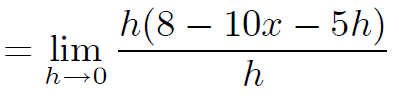 = lim h→0 h(8 − 10x − 5h) / h